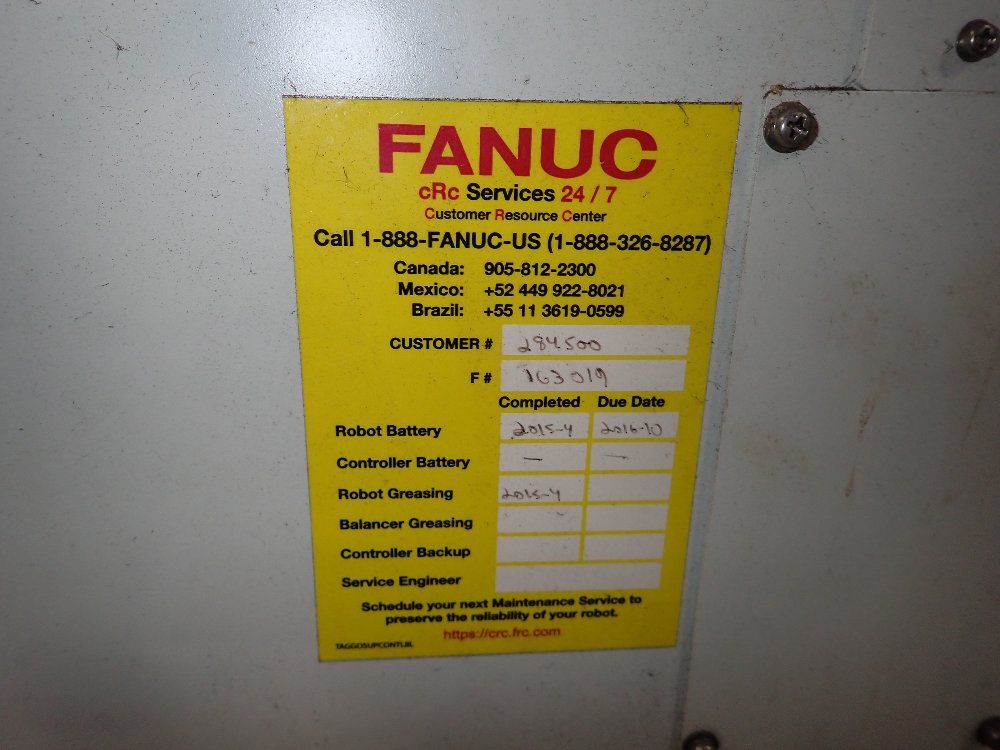 FANUC
cRc Services 24 / 7
Customer Resource Center
Call 1-888-FANUC-US (1-888-326-8287)
Canada: 905-812-2300
Mexico: +52 449 922-8021
Brazil: +55 11 3619-0599
CUSTOMER # 284500
F # 163019
Completed Due Date
Robot Battery 2015-4 2016-10
Controller Battery — —
Robot Greasing 2015-4
Balancer Greasing
Controller Backup
Service Engineer
Schedule your next Maintenance Service to
preserve the reliability of your robot.
https://crc.frc.com
TAGGOSUPCONTLBL